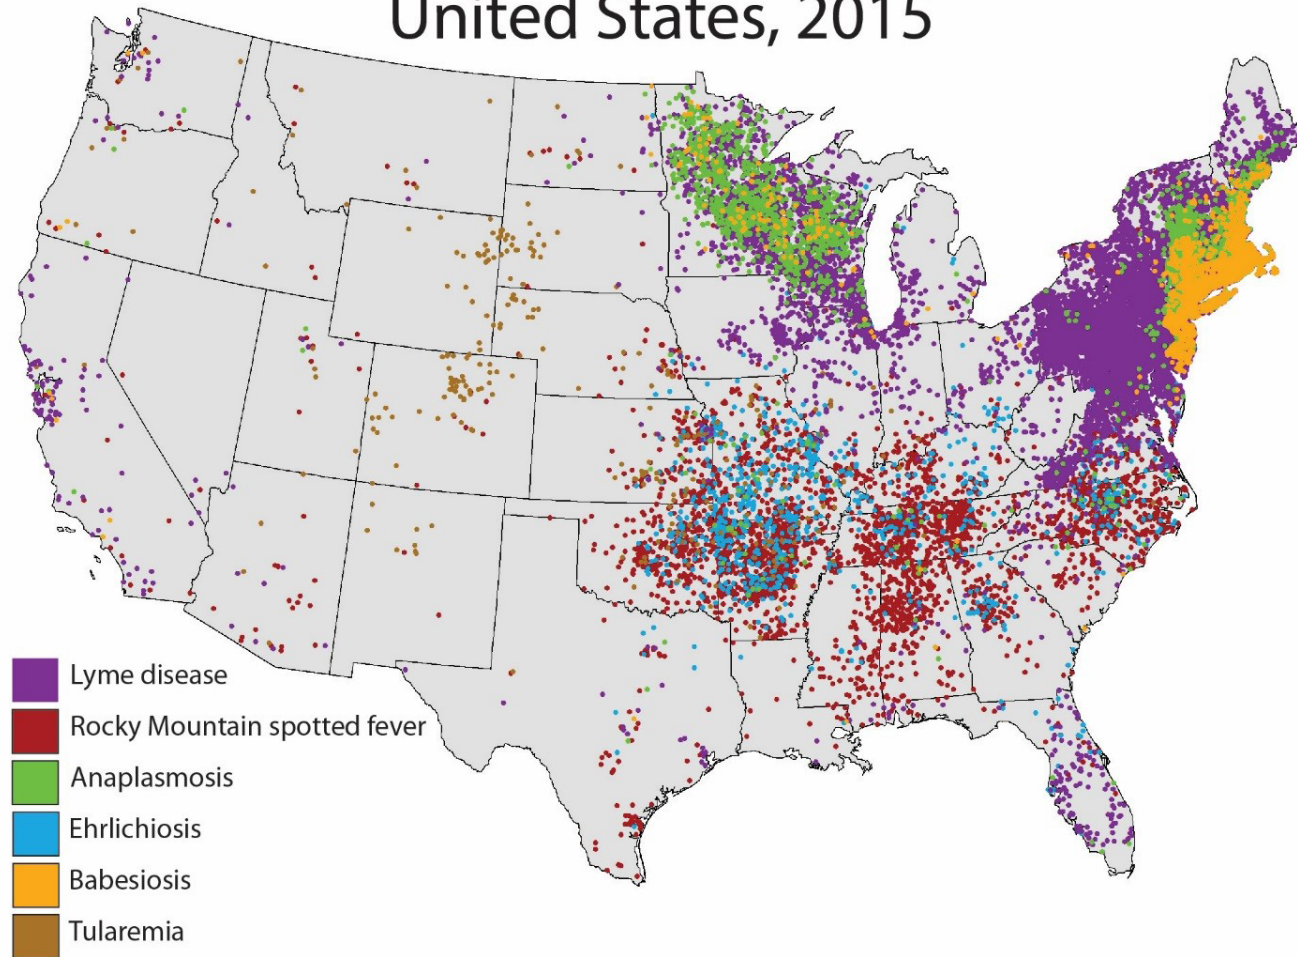 United States, 2015
Lyme disease
Rocky Mountain spotted fever
Anaplasmosis
Ehrlichiosis
Babesiosis
Tularemia